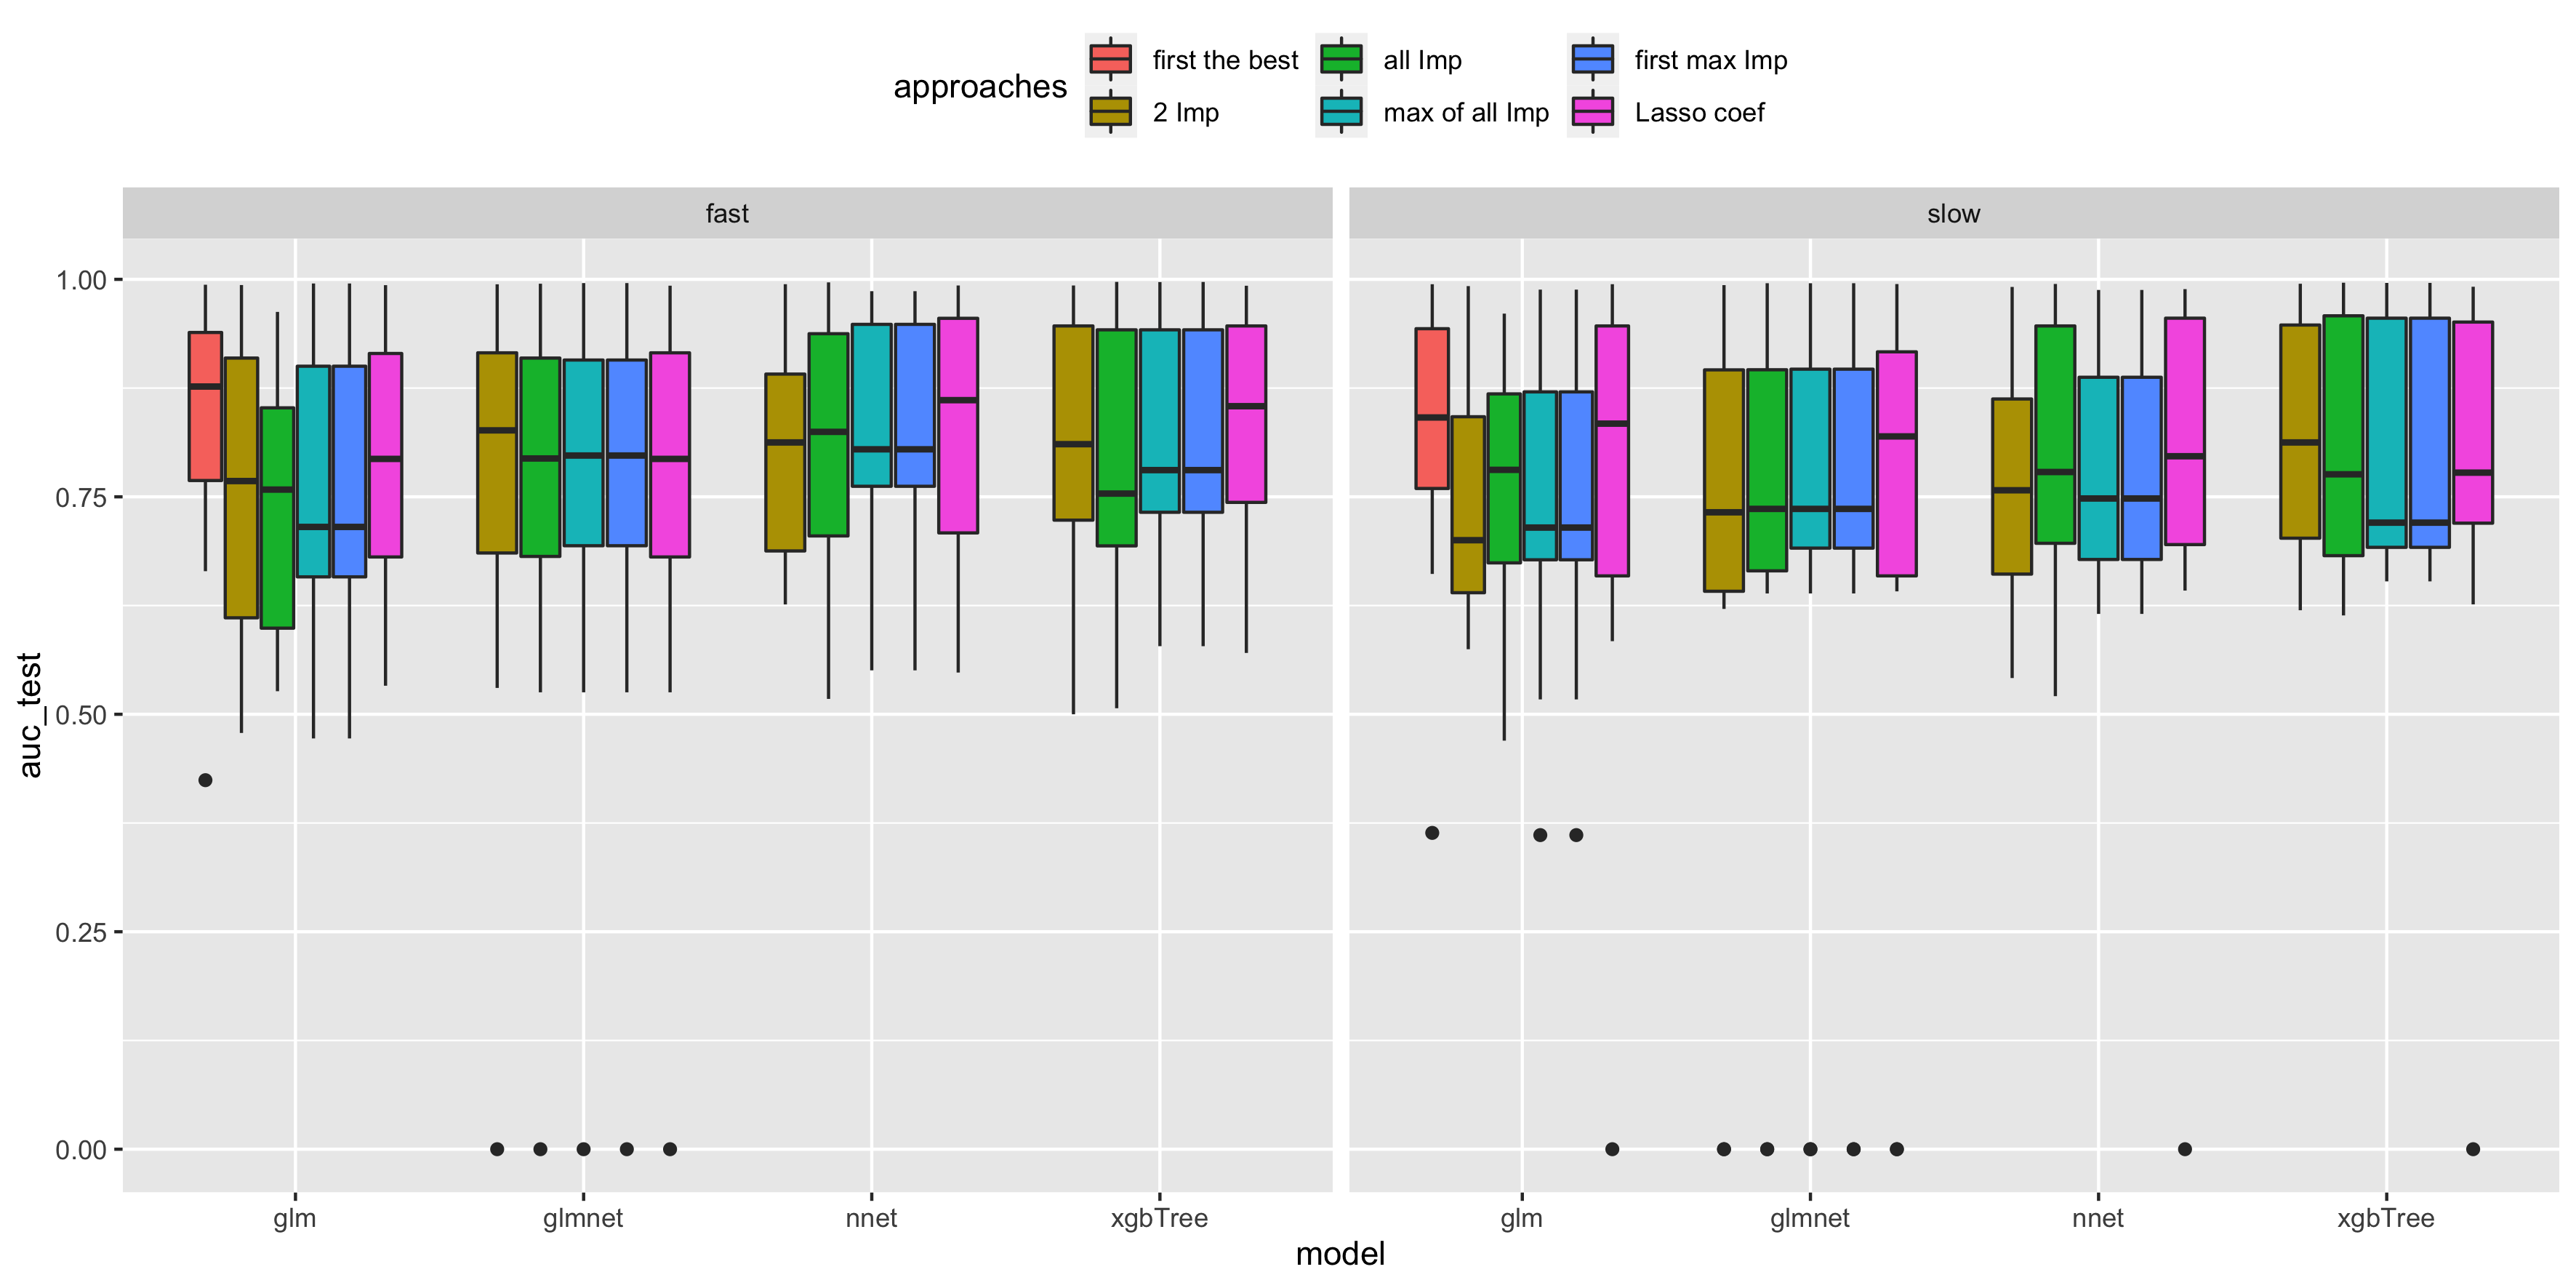 approaches
first the best
all Imp
first max Imp
2 Imp
max of all Imp
Lasso coef
fast
slow
1.00
0.75
0.50
0.25
0.00
auc_test
glm
glmnet
nnet
xgbTree
glm
glmnet
nnet
xgbTree
model